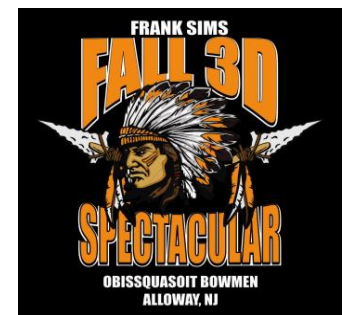 FRANK SIMS
FALL 3D
SPECTACULAR
OBISSQUASOIT BOWMEN
ALLOWAY, NJ